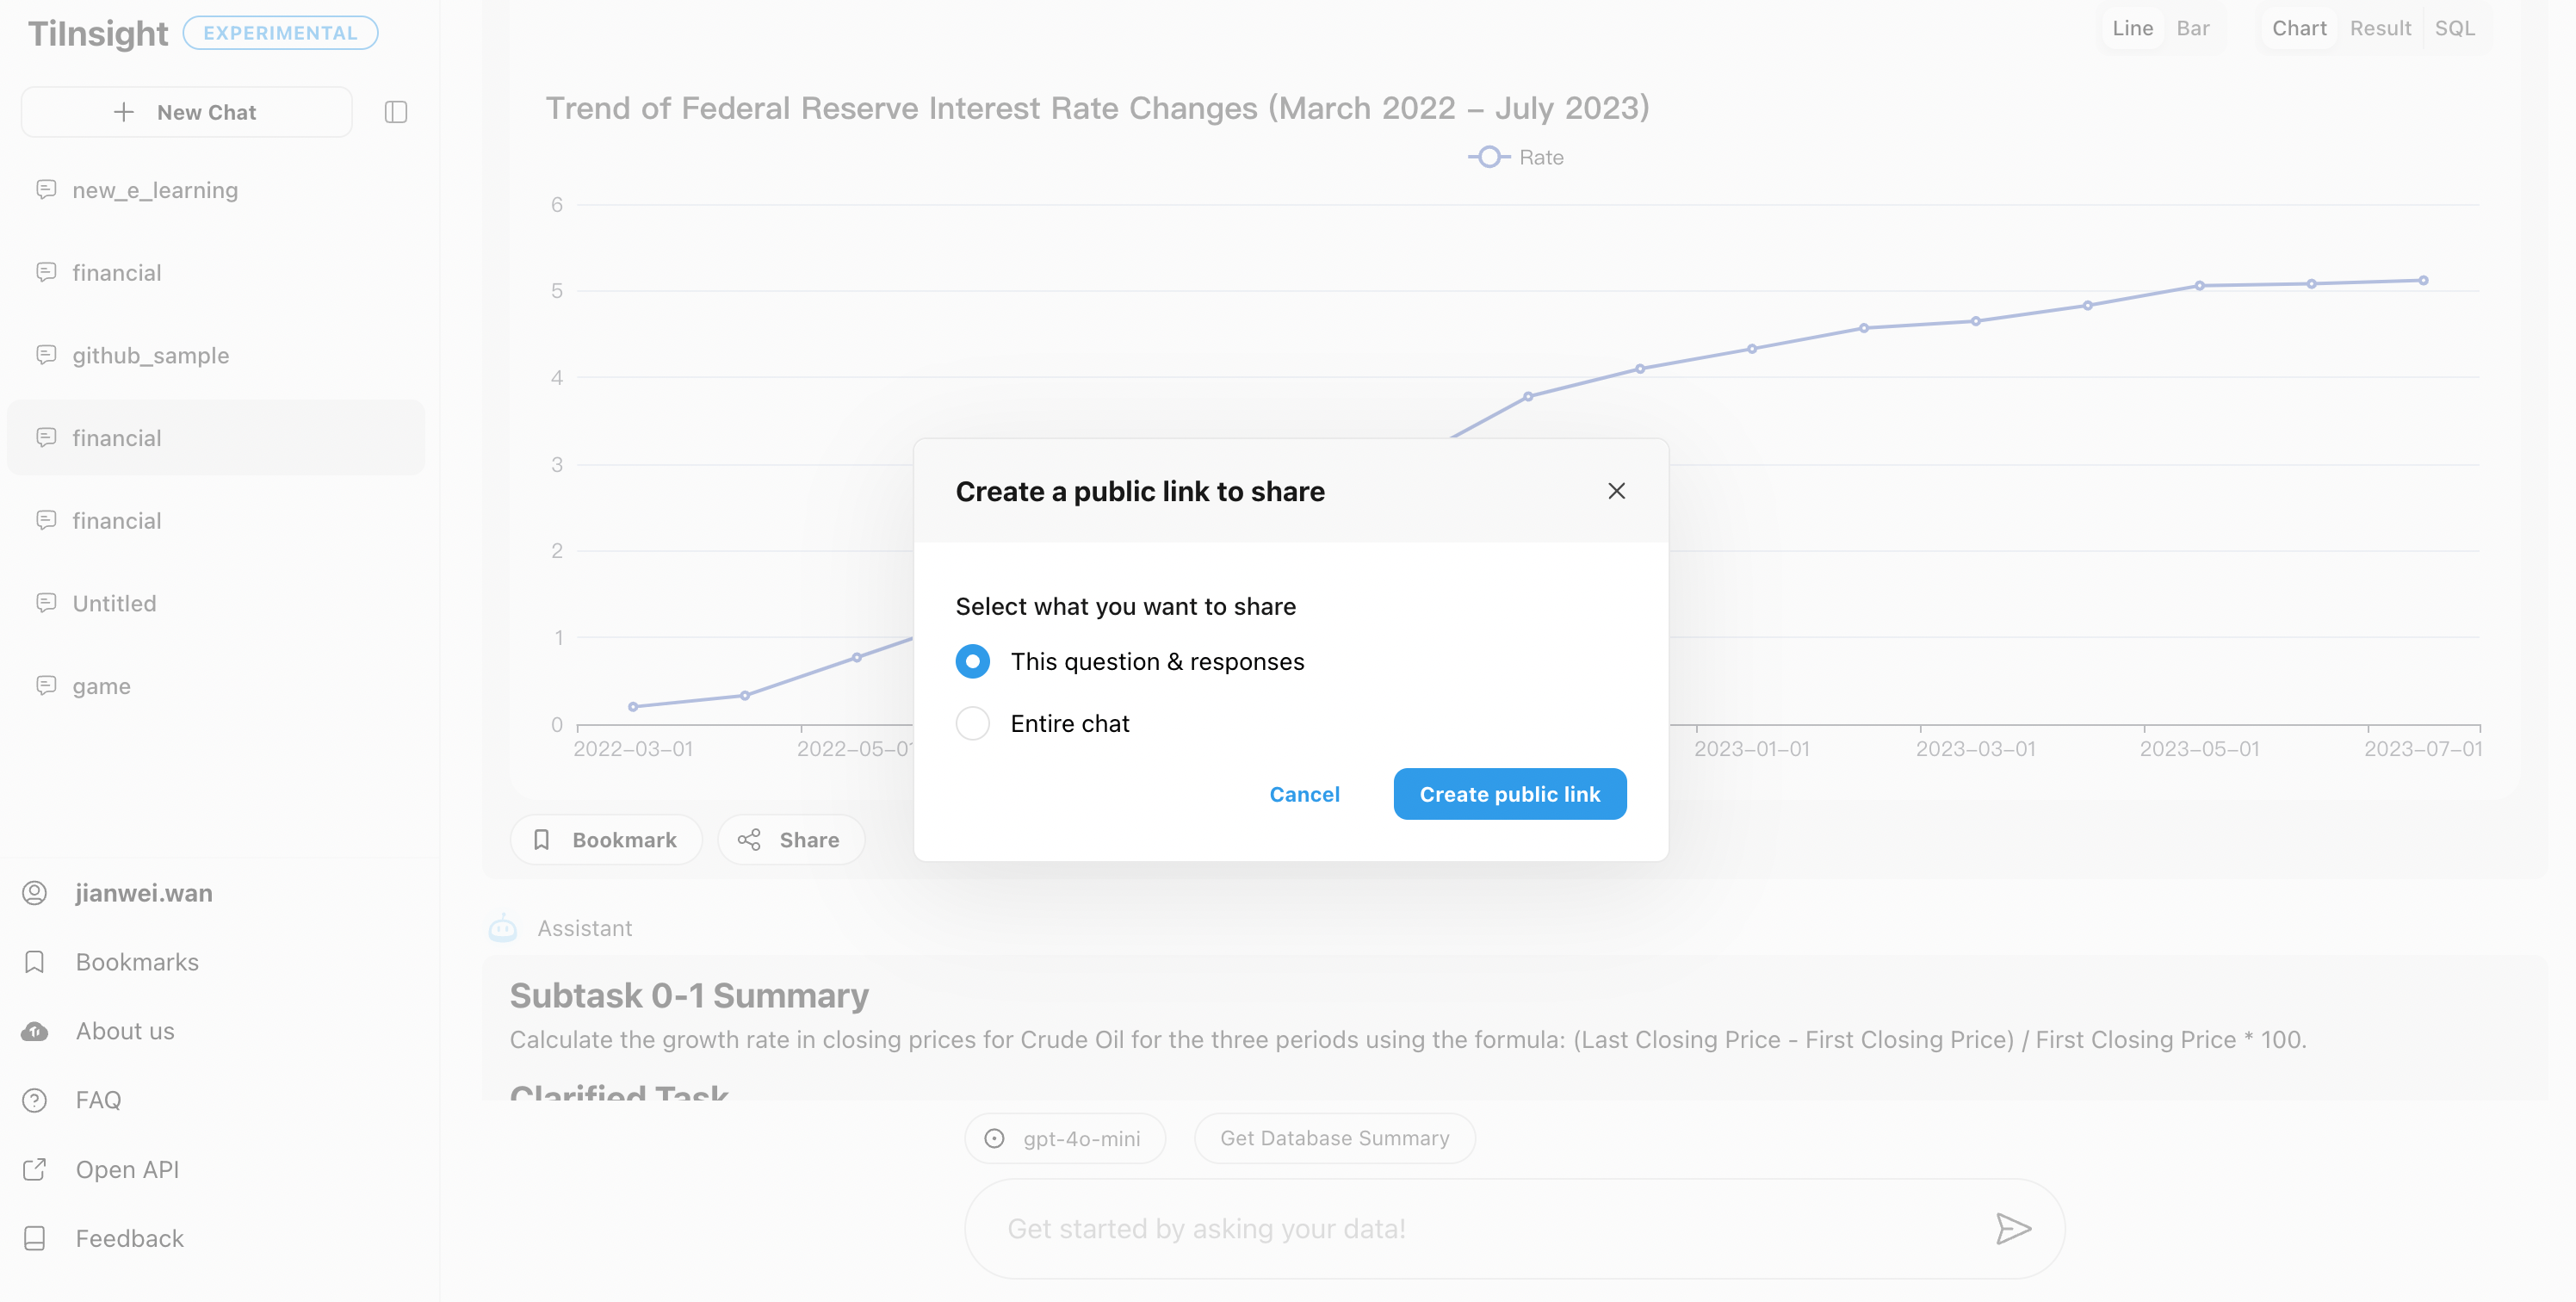 TiInsight EXPERIMENTAL
New Chat
new_e_learning
financial
github_sample
financial
financial
Untitled
game
jianwei.wan
Bookmarks
About us
FAQ
Open API
Feedback
Line Bar Chart Result SQL
Trend of Federal Reserve Interest Rate Changes (March 2022 – July 2023)
Rate
6
5
4
3
2
1
0
2022–03–01 2022–05–01 2023–01–01 2023–03–01 2023–05–01 2023–07–01
Create a public link to share
Select what you want to share
This question & responses
Entire chat
Cancel Create public link
Bookmark Share
Assistant
Subtask 0-1 Summary
Calculate the growth rate in closing prices for Crude Oil for the three periods using the formula: (Last Closing Price - First Closing Price) / First Closing Price * 100.
Clarified Task
gpt-4o-mini Get Database Summary
Get started by asking your data!